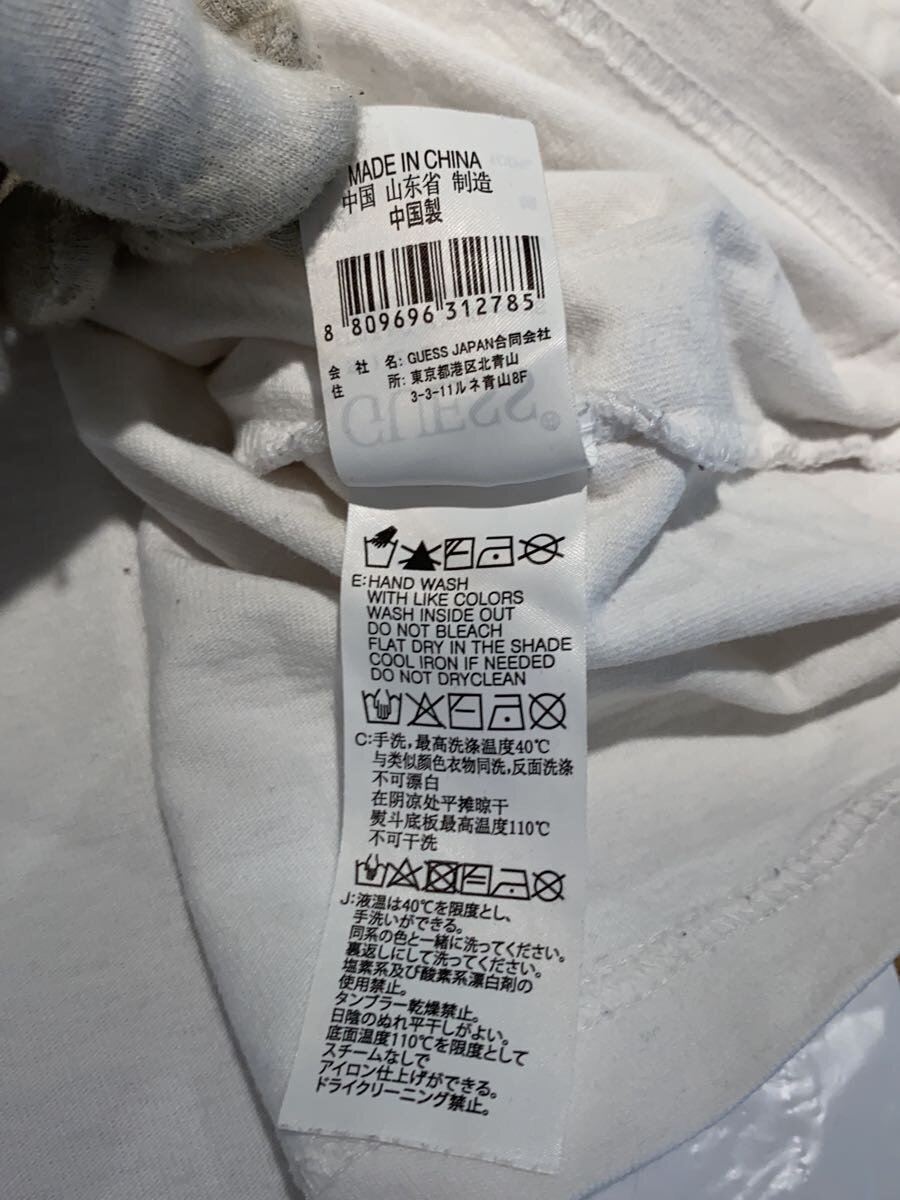 MADE IN CHINA
中国 山东省 制造
中国製
8 809696 312785
会社名: GUESS JAPAN合同会社
住所: 東京都港区北青山
3-3-11ルネ青山8F
GUESS®
E: HAND WASH
WITH LIKE COLORS
WASH INSIDE OUT
DO NOT BLEACH
FLAT DRY IN THE SHADE
COOL IRON IF NEEDED
DO NOT DRYCLEAN
C: 手洗,最高洗涤温度40℃
与类似颜色衣物同洗,反面洗涤
不可漂白
在阴凉处平摊晾干
熨斗底板最高温度110℃
不可干洗
J: 液温は40℃を限度とし、
手洗いができる。
同系の色と一緒に洗ってください。
裏返しにして洗ってください。
塩素系及び酸素系漂白剤の
使用禁止。
タンブラー乾燥禁止。
日陰のぬれ平干しがよい。
底面温度110℃を限度として
スチームなしで
アイロン仕上げができる。
ドライクリーニング禁止。